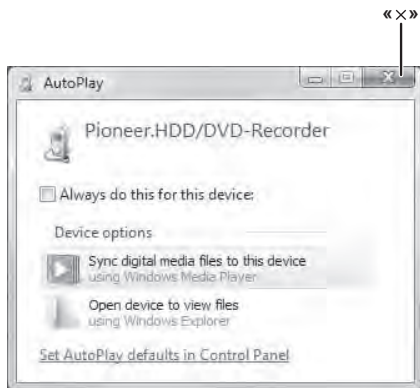 «×»
AutoPlay
Pioneer.HDD/DVD-Recorder
Always do this for this device:
Device options
Sync digital media files to this device
using Windows Media Player
Open device to view files
using Windows Explorer
Set AutoPlay defaults in Control Panel